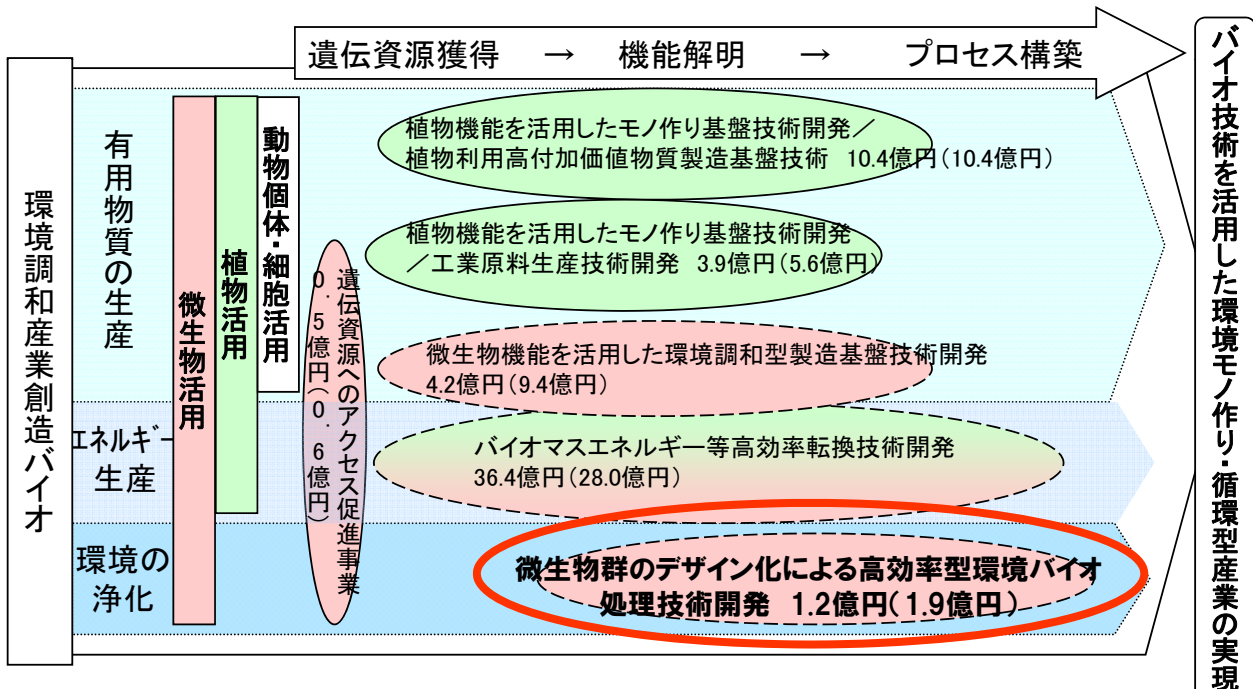 遺伝資源獲得 → 機能解明 → プロセス構築
環境調和産業創造バイオ
有用物質の生産
エネルギー
生産
環境の
浄化
微生物活用
植物活用
動物個体・細胞活用
遺伝資源へのアクセス促進事業
0.5億円(0.6億円)
植物機能を活用したモノ作り基盤技術開発/
植物利用高付加価値物質製造基盤技術 10.4億円(10.4億円)
植物機能を活用したモノ作り基盤技術開発
/工業原料生産技術開発 3.9億円(5.6億円)
微生物機能を活用した環境調和型製造基盤技術開発
4.2億円(9.4億円)
バイオマスエネルギー等高効率転換技術開発
36.4億円(28.0億円)
微生物群のデザイン化による高効率型環境バイオ
処理技術開発 1.2億円(1.9億円)
バイオ技術を活用した環境モノ作り・循環型産業の実現